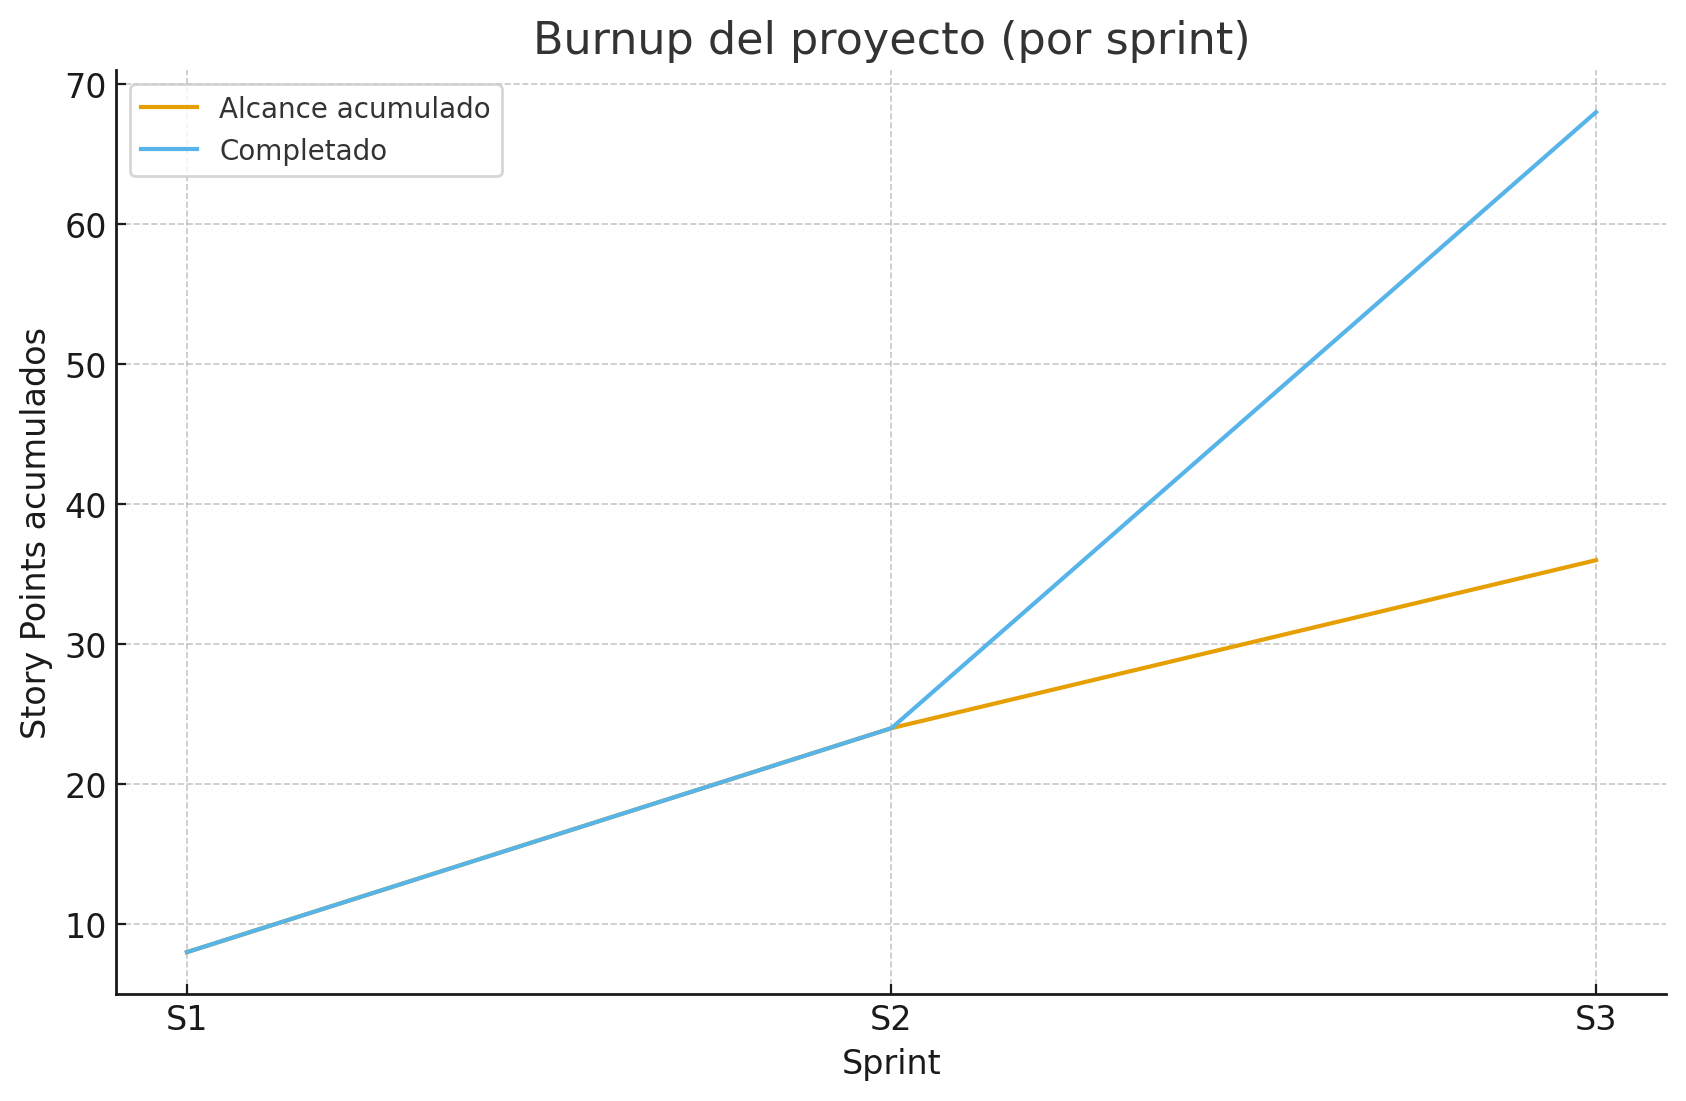 Burnup del proyecto (por sprint)
Alcance acumulado
Completado
Story Points acumulados
70
60
50
40
30
20
10
S1
S2
S3
Sprint